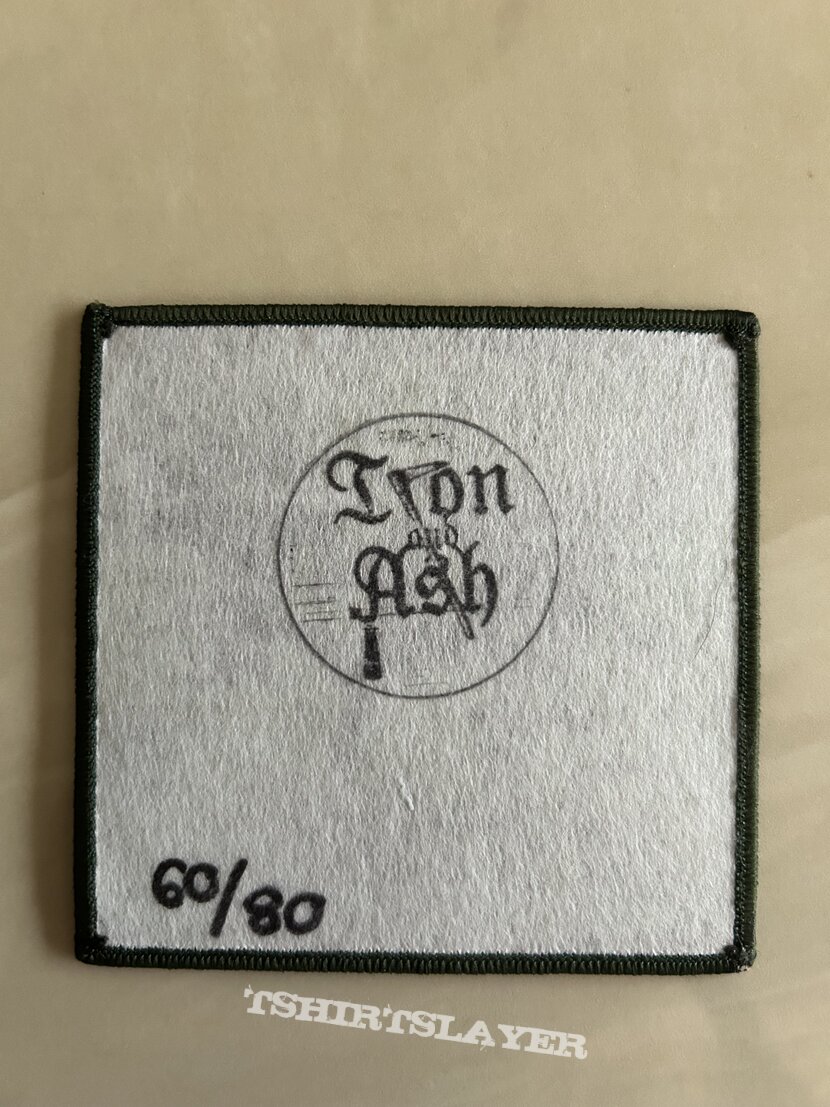 Iron
and
Ash
60/80
TSHIRTSLAYER